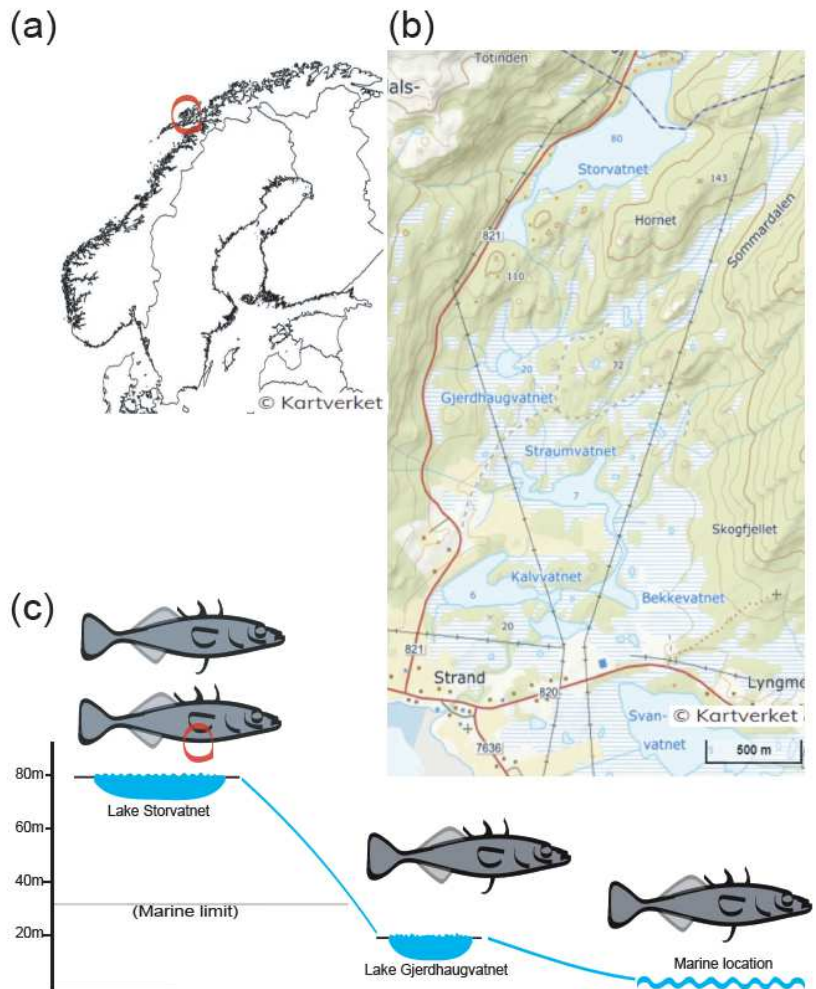 (a)
© Kartverket
(b)
Totinden
als-
80
Storvatnet
143
Hornet
Sommardalen
821
110
20
72
Gjerdhaugvatnet
Straumvatnet
7
Skogfjellet
Kalvvatnet
6
Bekkevatnet
20
821
Strand
820
Lyngmo
Svan-
vatnet
© Kartverket
7636
500 m
(c)
80m
Lake Storvatnet
60m
40m
(Marine limit)
20m
Lake Gjerdhaugvatnet
Marine location